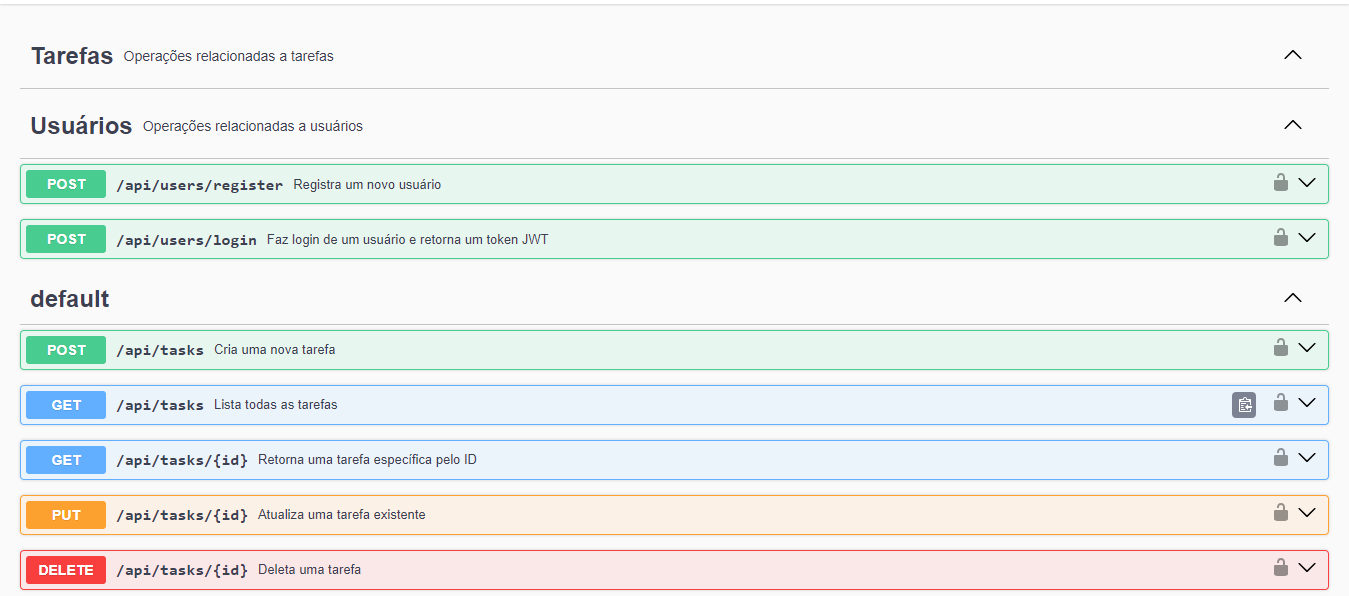 Tarefas Operações relacionadas a tarefas
Usuários Operações relacionadas a usuários
POST /api/users/register Registra um novo usuário
POST /api/users/login Faz login de um usuário e retorna um token JWT
default
POST /api/tasks Cria uma nova tarefa
GET /api/tasks Lista todas as tarefas
GET /api/tasks/{id} Retorna uma tarefa específica pelo ID
PUT /api/tasks/{id} Atualiza uma tarefa existente
DELETE /api/tasks/{id} Deleta uma tarefa